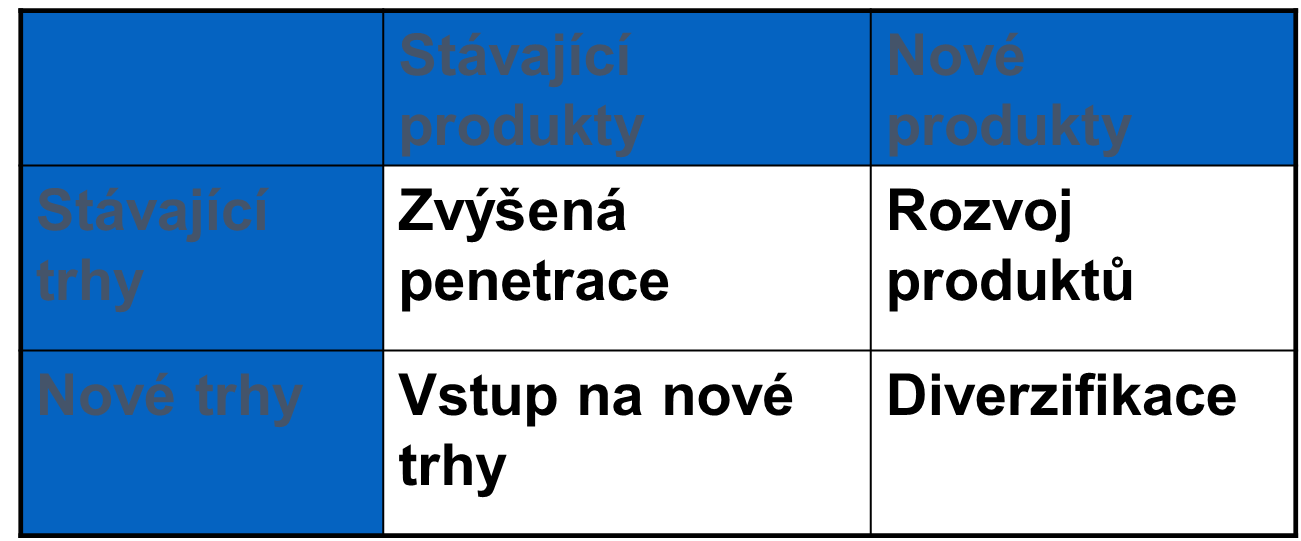 Stávající
produkty
Nové
produkty
Stávající
trhy
Zvýšená
penetrace
Rozvoj
produktů
Nové trhy
Vstup na nové
trhy
Diverzifikace